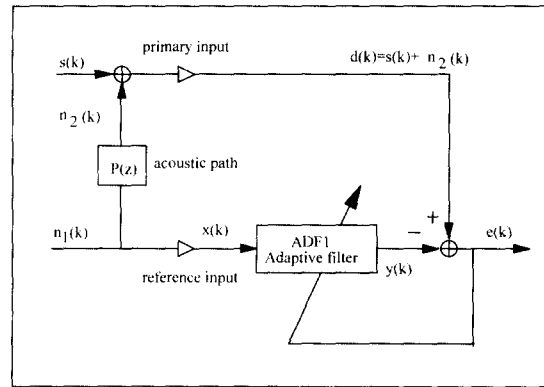 primary input
d(k)=s(k)+ n2(k)
s(k)
n2(k)
P(z)
acoustic path
n1(k)
x(k)
reference input
ADF1
Adaptive filter
y(k)
+
−
e(k)